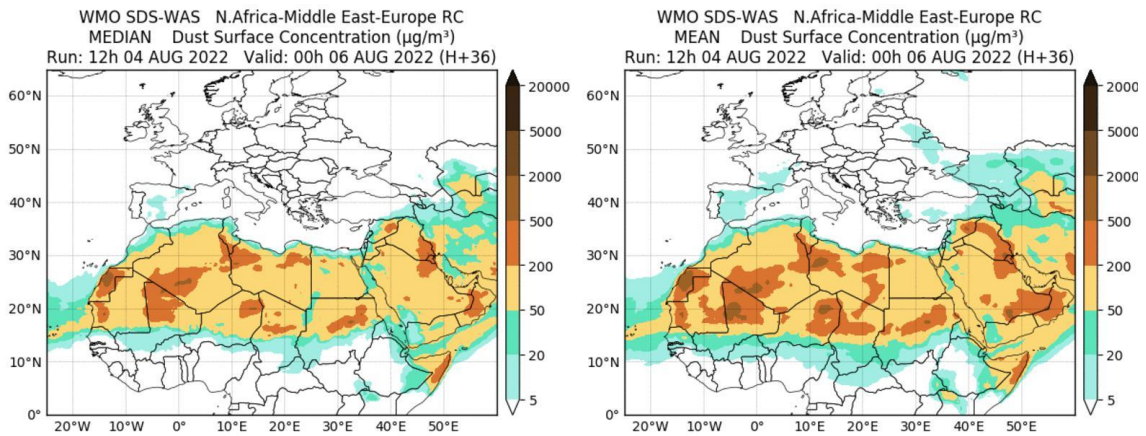 WMO SDS-WAS N.Africa-Middle East-Europe RC
MEDIAN Dust Surface Concentration (µg/m³)
Run: 12h 04 AUG 2022 Valid: 00h 06 AUG 2022 (H+36)
60°N
50°N
40°N
30°N
20°N
10°N
0°
20°W
10°W
0°
10°E
20°E
30°E
40°E
50°E
20000
5000
2000
500
200
50
20
5
WMO SDS-WAS N.Africa-Middle East-Europe RC
MEAN Dust Surface Concentration (µg/m³)
Run: 12h 04 AUG 2022 Valid: 00h 06 AUG 2022 (H+36)
60°N
50°N
40°N
30°N
20°N
10°N
0°
20°W
10°W
0°
10°E
20°E
30°E
40°E
50°E
20000
5000
2000
500
200
50
20
5